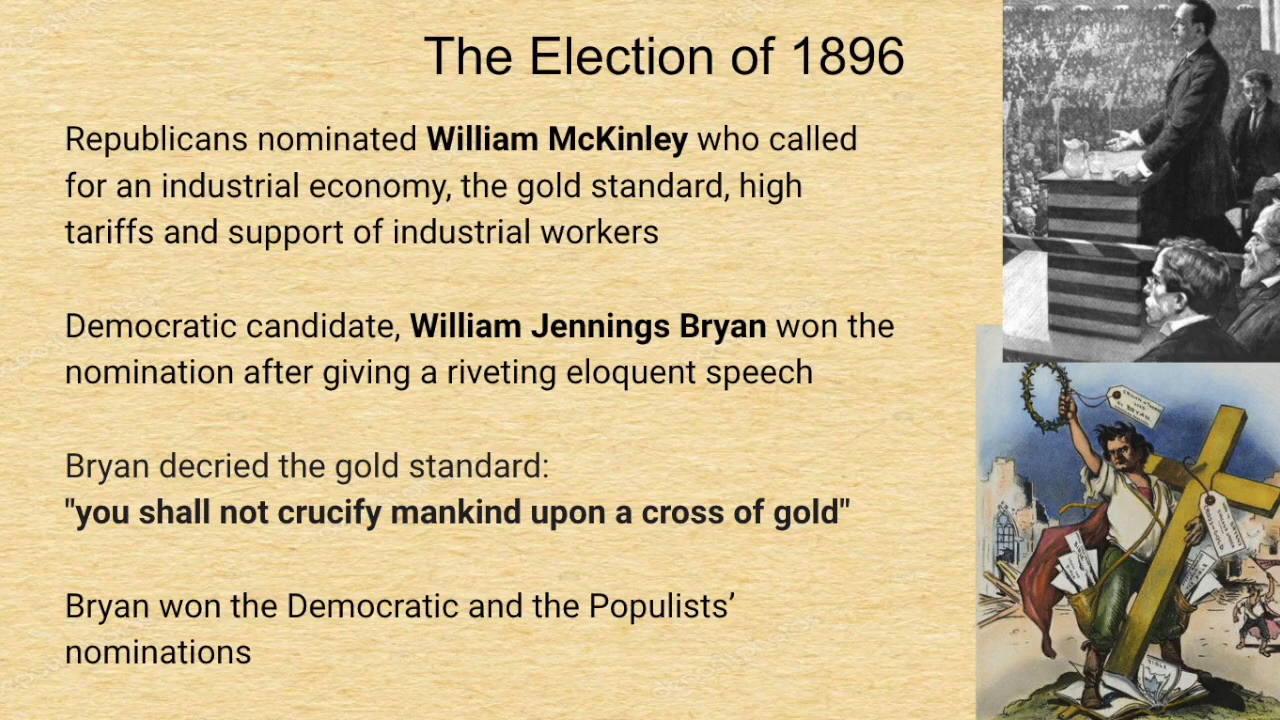 The Election of 1896
Republicans nominated William McKinley who called
for an industrial economy, the gold standard, high
tariffs and support of industrial workers
Democratic candidate, William Jennings Bryan won the
nomination after giving a riveting eloquent speech
Bryan decried the gold standard:
"you shall not crucify mankind upon a cross of gold"
Bryan won the Democratic and the Populists’
nominations